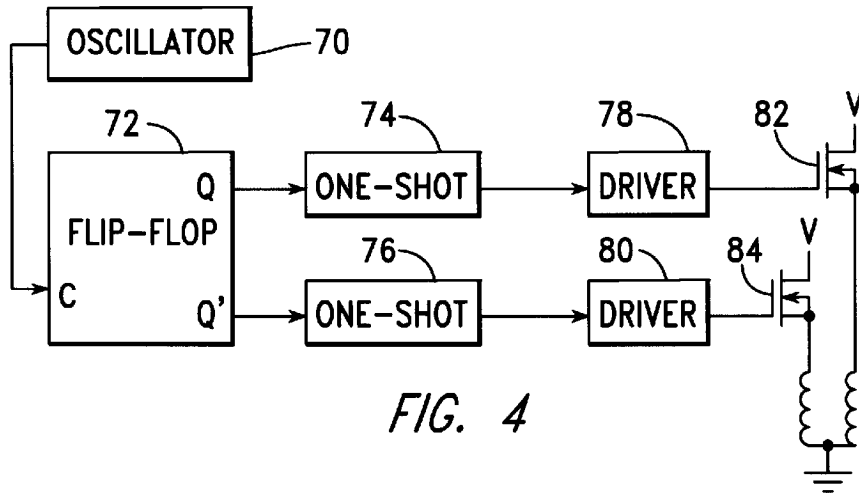 OSCILLATOR
70
72
74
78
82
V
Q
ONE-SHOT
DRIVER
FLIP-FLOP
76
80
84
V
C
Q'
ONE-SHOT
DRIVER
FIG. 4